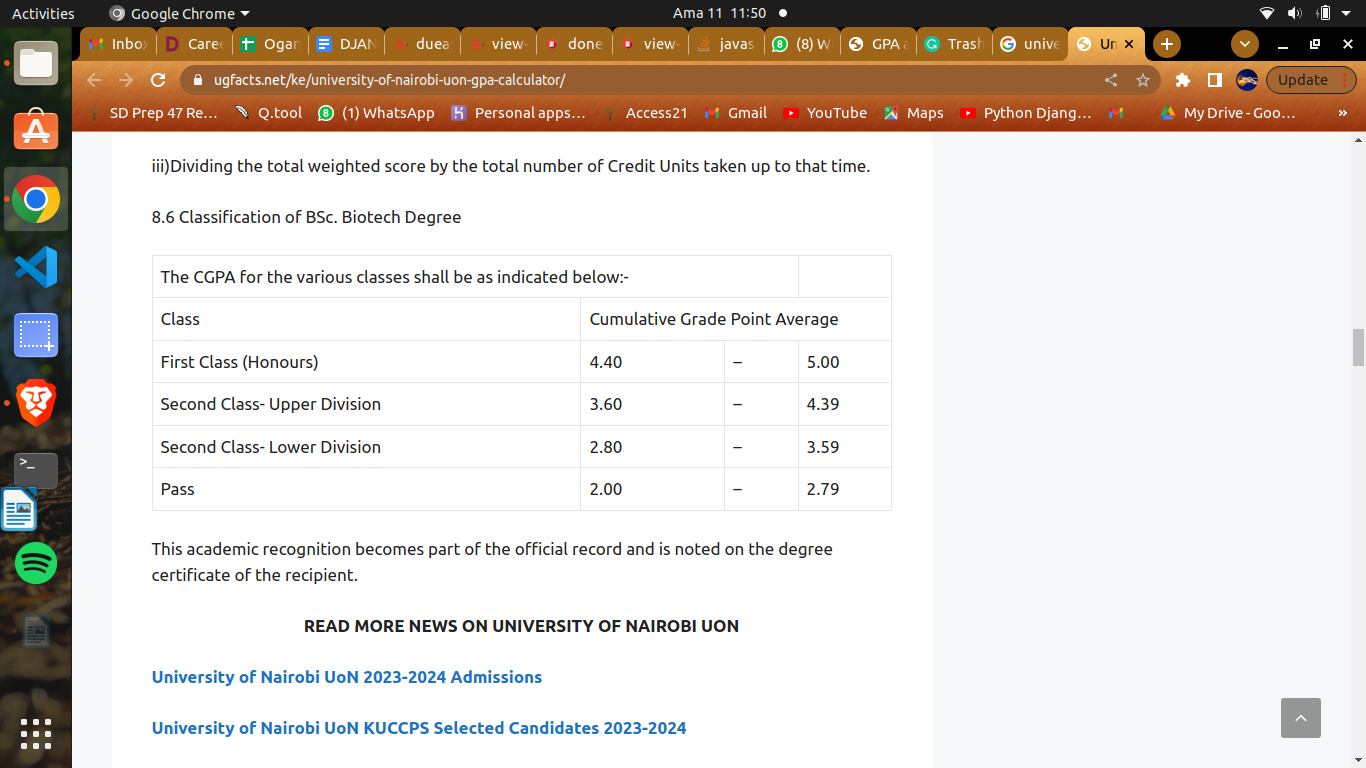 Activities Google Chrome Ama 11 11:50
Inbo Care Ogan DJAN duea view- done view- javas (8) W GPA a Trash unive Un
ugfacts.net/ke/university-of-nairobi-uon-gpa-calculator/ Update
SD Prep 47 Re... Q.tool (1) WhatsApp Personal apps... Access21 Gmail YouTube Maps Python Djang... My Drive - Goo... »
iii)Dividing the total weighted score by the total number of Credit Units taken up to that time.
8.6 Classification of BSc. Biotech Degree
The CGPA for the various classes shall be as indicated below:-
Class Cumulative Grade Point Average
First Class (Honours) 4.40 – 5.00
Second Class- Upper Division 3.60 – 4.39
Second Class- Lower Division 2.80 – 3.59
Pass 2.00 – 2.79
This academic recognition becomes part of the official record and is noted on the degree
certificate of the recipient.
READ MORE NEWS ON UNIVERSITY OF NAIROBI UON
University of Nairobi UoN 2023-2024 Admissions
University of Nairobi UoN KUCCPS Selected Candidates 2023-2024